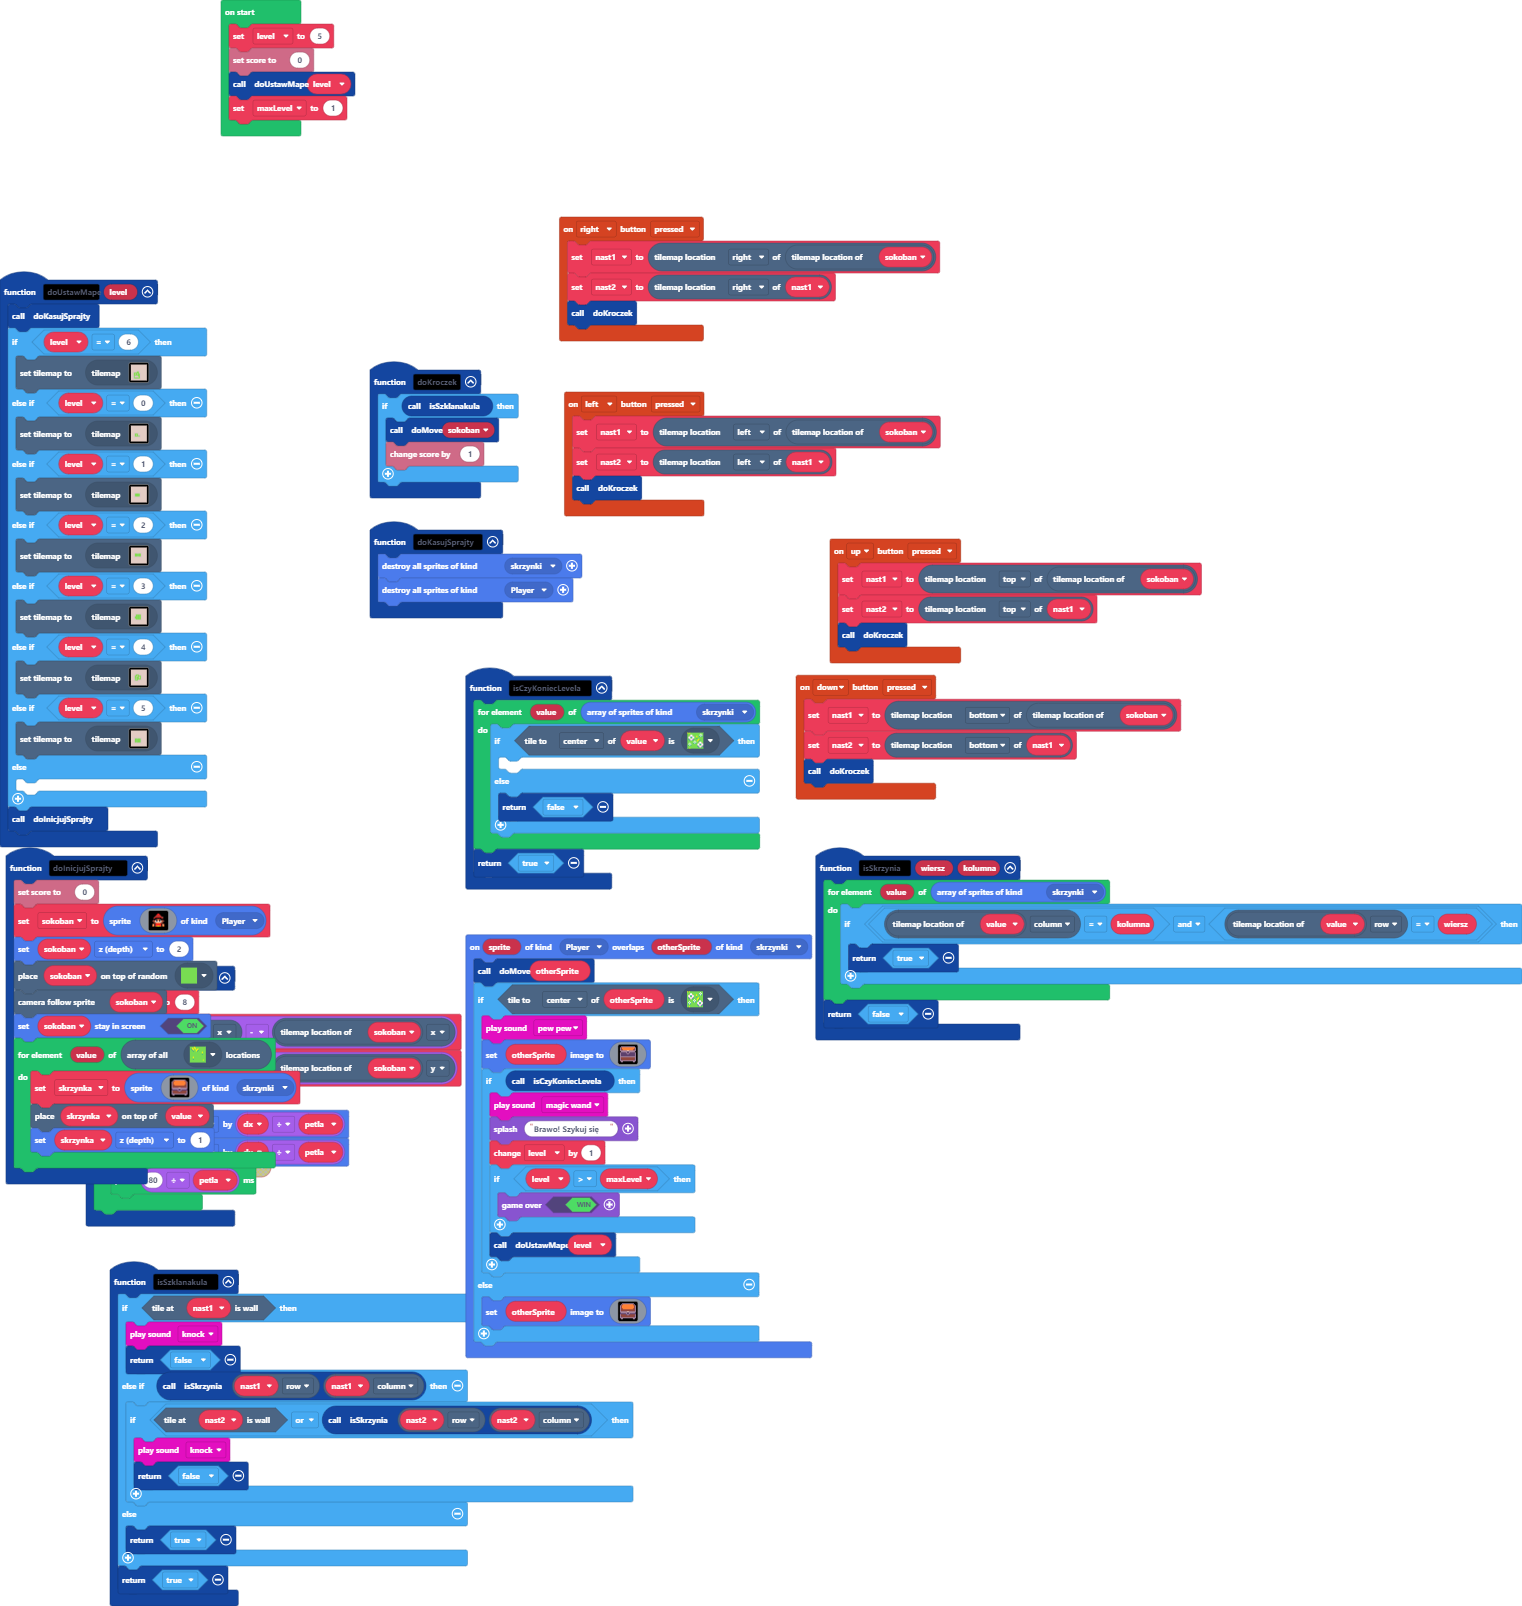 on start
set level to 5
set score to 0
call doUstawMape level
set maxLevel to 1
function doUstawMape level
call doKasujSprajty
if level = 6 then
set tilemap to tilemap
else if level = 0 then
set tilemap to tilemap
else if level = 1 then
set tilemap to tilemap
else if level = 2 then
set tilemap to tilemap
else if level = 3 then
set tilemap to tilemap
else if level = 4 then
set tilemap to tilemap
else if level = 5 then
set tilemap to tilemap
else
call doInicjujSprajty
function doInicjujSprajty
set score to 0
set sokoban to sprite of kind Player
set sokoban z (depth) to 2
place sokoban on top of random
camera follow sprite sokoban 8
set sokoban stay in screen ON x - tilemap location of sokoban x
for element value of array of all locations tilemap location of sokoban y
do
set skrzynka to sprite of kind skrzynki
place skrzynka on top of value by dx ÷ petla
set skrzynka z (depth) to 1 petla
80 ÷ petla ms
on right button pressed
set nast1 to tilemap location right of tilemap location of sokoban
set nast2 to tilemap location right of nast1
call doKroczek
function doKroczek
if call isSzklanakula then
call doMove sokoban
change score by 1
on left button pressed
set nast1 to tilemap location left of tilemap location of sokoban
set nast2 to tilemap location left of nast1
call doKroczek
function doKasujSprajty
destroy all sprites of kind skrzynki
destroy all sprites of kind Player
on up button pressed
set nast1 to tilemap location top of tilemap location of sokoban
set nast2 to tilemap location top of nast1
call doKroczek
function isCzyKoniecLevela
for element value of array of sprites of kind skrzynki
do
if tile to center of value is then
else
return false
return true
on down button pressed
set nast1 to tilemap location bottom of tilemap location of sokoban
set nast2 to tilemap location bottom of nast1
call doKroczek
function isSkrzynia wiersz kolumna
for element value of array of sprites of kind skrzynki
do
if tilemap location of value column = kolumna and tilemap location of value row = wiersz then
return true
return false
on sprite of kind Player overlaps otherSprite of kind skrzynki
call doMove otherSprite
if tile to center of otherSprite is then
play sound pew pew
set otherSprite image to
if call isCzyKoniecLevela then
play sound magic wand
splash "Brawo! Szykuj się "
change level by 1
if level > maxLevel then
game over WIN
call doUstawMape level
else
set otherSprite image to
function isSzklanakula
if tile at nast1 is wall then
play sound knock
return false
else if call isSkrzynia nast1 row nast1 column then
if tile at nast2 is wall or call isSkrzynia nast2 row nast2 column then
play sound knock
return false
else
return true
return true